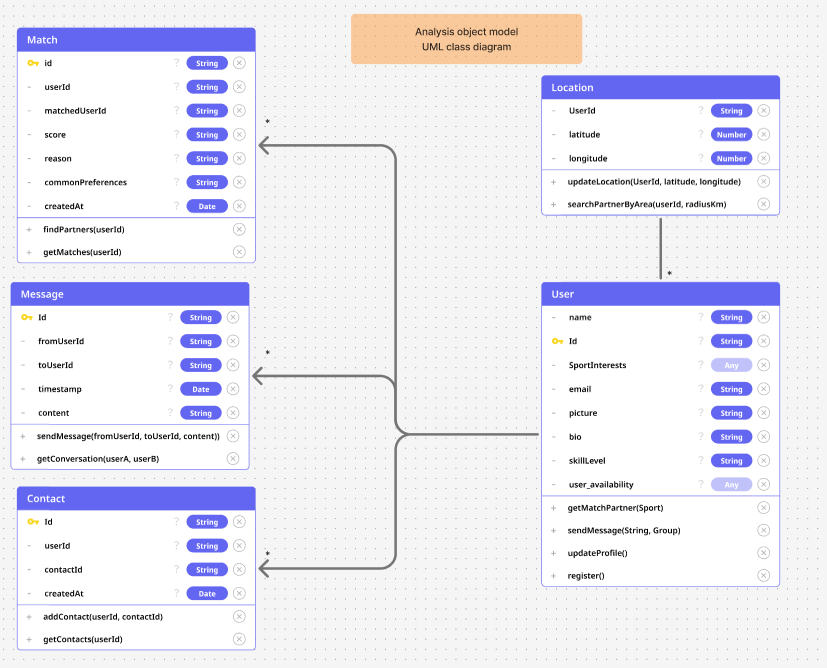 Analysis object model
UML class diagram
Match
id ? String
- userId ? String
- matchedUserId ? String
- score ? String
- reason ? String
- commonPreferences ? String
- createdAt ? Date
+ findPartners(userId)
+ getMatches(userId)
*
Message
Id ? String
- fromUserId ? String
- toUserId ? String
- timestamp ? Date
- content ? String
+ sendMessage(fromUserId, toUserId, content))
+ getConversation(userA, userB)
*
Contact
Id ? String
- userId ? String
- contactId ? String
- createdAt ? Date
+ addContact(userId, contactId)
+ getContacts(userId)
*
Location
- UserId ? String
- latitude ? Number
- longitude ? Number
+ updateLocation(UserId, latitude, longitude)
+ searchPartnerByArea(userId, radiusKm)
*
User
- name ? String
Id ? String
- SportInterests ? Any
- email ? String
- picture ? String
- bio ? String
- skillLevel ? String
- user_availability ? Any
+ getMatchPartner(Sport)
+ sendMessage(String, Group)
+ updateProfile()
+ register()